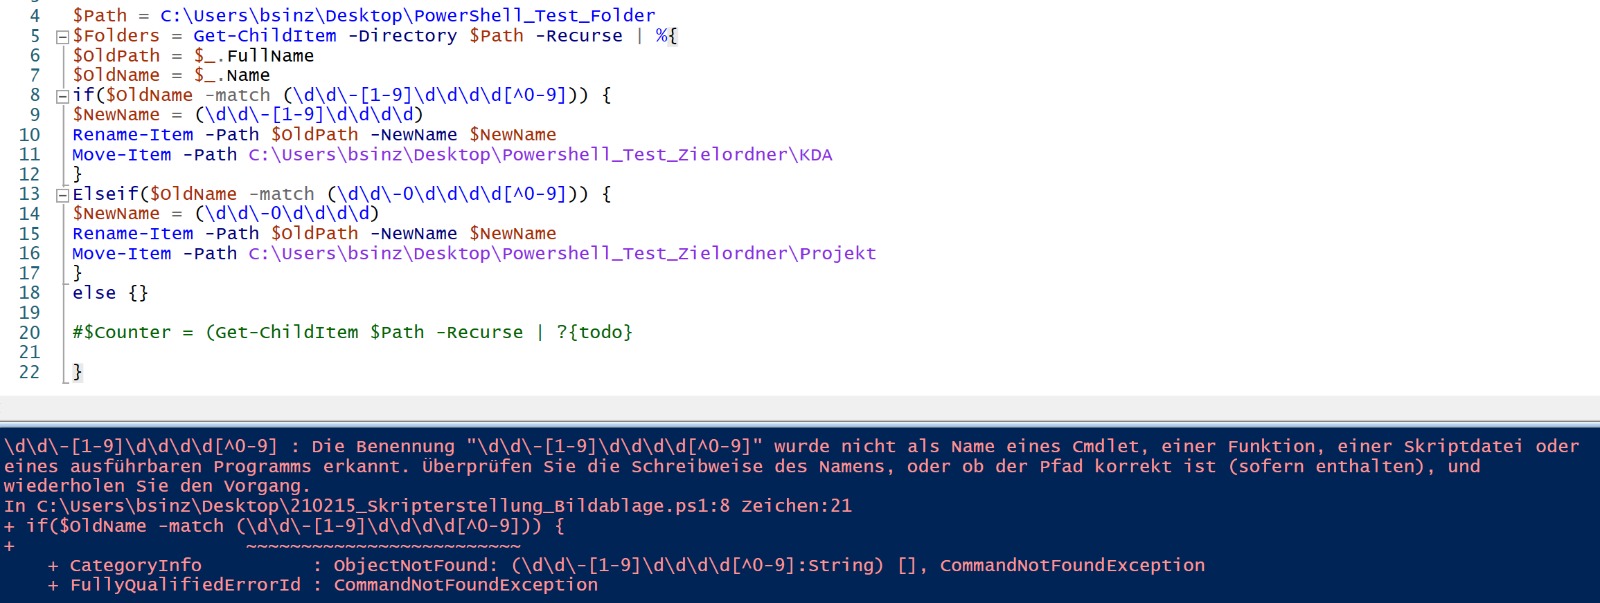 4 $Path = C:\Users\bsinz\Desktop\PowerShell_Test_Folder
5 $Folders = Get-ChildItem -Directory $Path -Recurse | %{
6 $OldPath = $_.FullName
7 $OldName = $_.Name
8 if($OldName -match (\d\d\-[1-9]\d\d\d\d[^0-9])) {
9 $NewName = (\d\d\-[1-9]\d\d\d\d)
10 Rename-Item -Path $OldPath -NewName $NewName
11 Move-Item -Path C:\Users\bsinz\Desktop\Powershell_Test_Zielordner\KDA
12 }
13 Elseif($OldName -match (\d\d\-0\d\d\d\d[^0-9])) {
14 $NewName = (\d\d\-0\d\d\d\d)
15 Rename-Item -Path $OldPath -NewName $NewName
16 Move-Item -Path C:\Users\bsinz\Desktop\Powershell_Test_Zielordner\Projekt
17 }
18 else {}
19
20 #$Counter = (Get-ChildItem $Path -Recurse | ?{todo}
21
22 }
\d\d\-[1-9]\d\d\d\d[^0-9] : Die Benennung "\d\d\-[1-9]\d\d\d\d[^0-9]" wurde nicht als Name eines Cmdlet, einer Funktion, einer Skriptdatei oder
eines ausführbaren Programms erkannt. Überprüfen Sie die Schreibweise des Namens, oder ob der Pfad korrekt ist (sofern enthalten), und
wiederholen Sie den Vorgang.
In C:\Users\bsinz\Desktop\210215_Skripterstellung_Bildablage.ps1:8 Zeichen:21
+ if($OldName -match (\d\d\-[1-9]\d\d\d\d[^0-9])) {
+ ~~~~~~~~~~~~~~~~~~~~~~~~~
+ CategoryInfo : ObjectNotFound: (\d\d\-[1-9]\d\d\d\d[^0-9]:String) [], CommandNotFoundException
+ FullyQualifiedErrorId : CommandNotFoundException